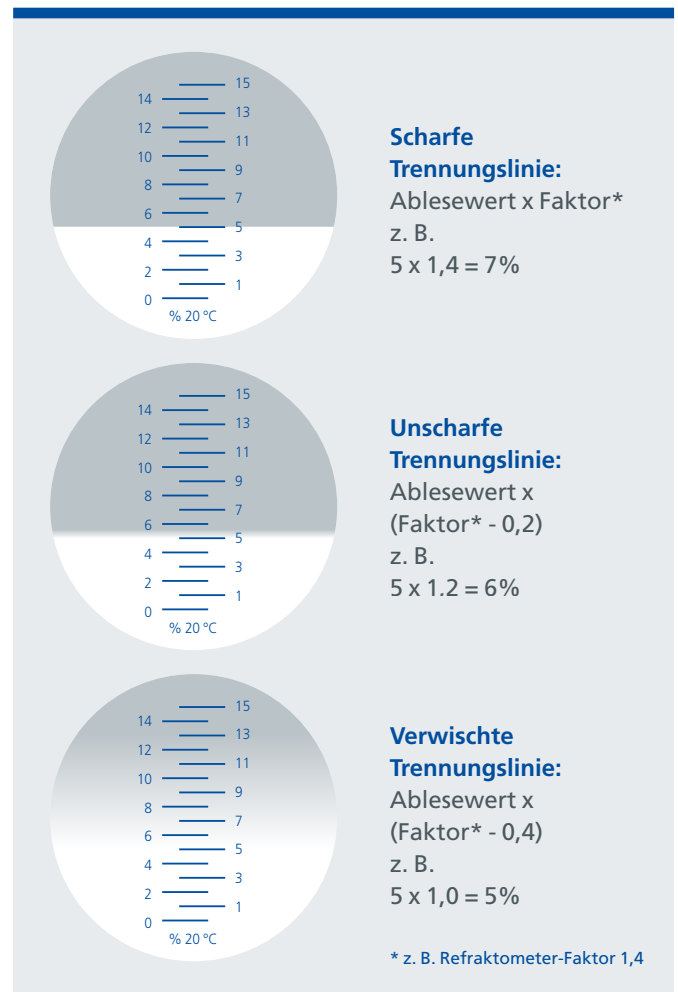 15
14
13
12
11
10
9
8
7
6
5
4
3
2
1
0
% 20 °C
Scharfe
Trennungslinie:
Ablesewert x Faktor*
z. B.
5 x 1,4 = 7%
15
14
13
12
11
10
9
8
7
6
5
4
3
2
1
0
% 20 °C
Unscharfe
Trennungslinie:
Ablesewert x
(Faktor* - 0,2)
z. B.
5 x 1,2 = 6%
15
14
13
12
11
10
9
8
7
6
5
4
3
2
1
0
% 20 °C
Verwischte
Trennungslinie:
Ablesewert x
(Faktor* - 0,4)
z. B.
5 x 1,0 = 5%
* z. B. Refraktometer-Faktor 1,4